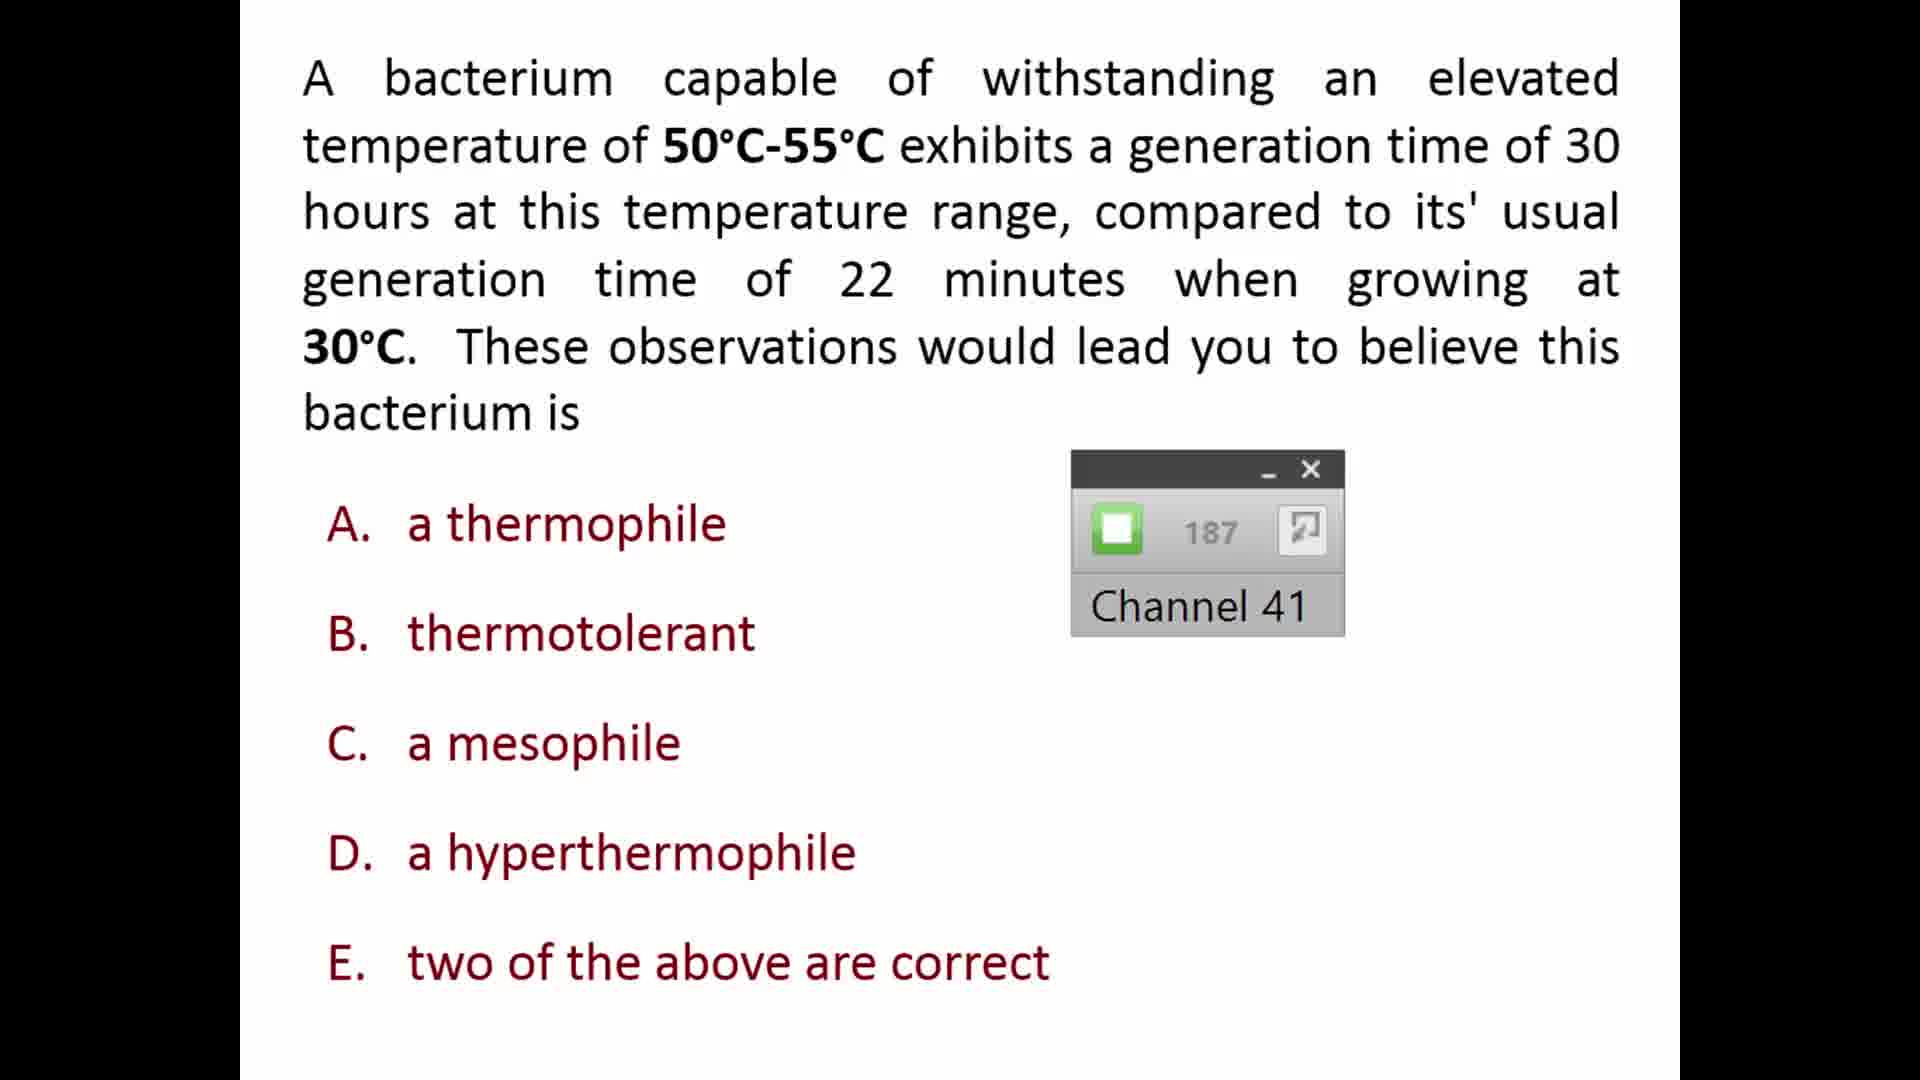 A bacterium capable of withstanding an elevated
temperature of 50°C-55°C exhibits a generation time of 30
hours at this temperature range, compared to its' usual
generation time of 22 minutes when growing at
30°C. These observations would lead you to believe this
bacterium is
A. a thermophile
B. thermotolerant
C. a mesophile
D. a hyperthermophile
E. two of the above are correct
187
Channel 41